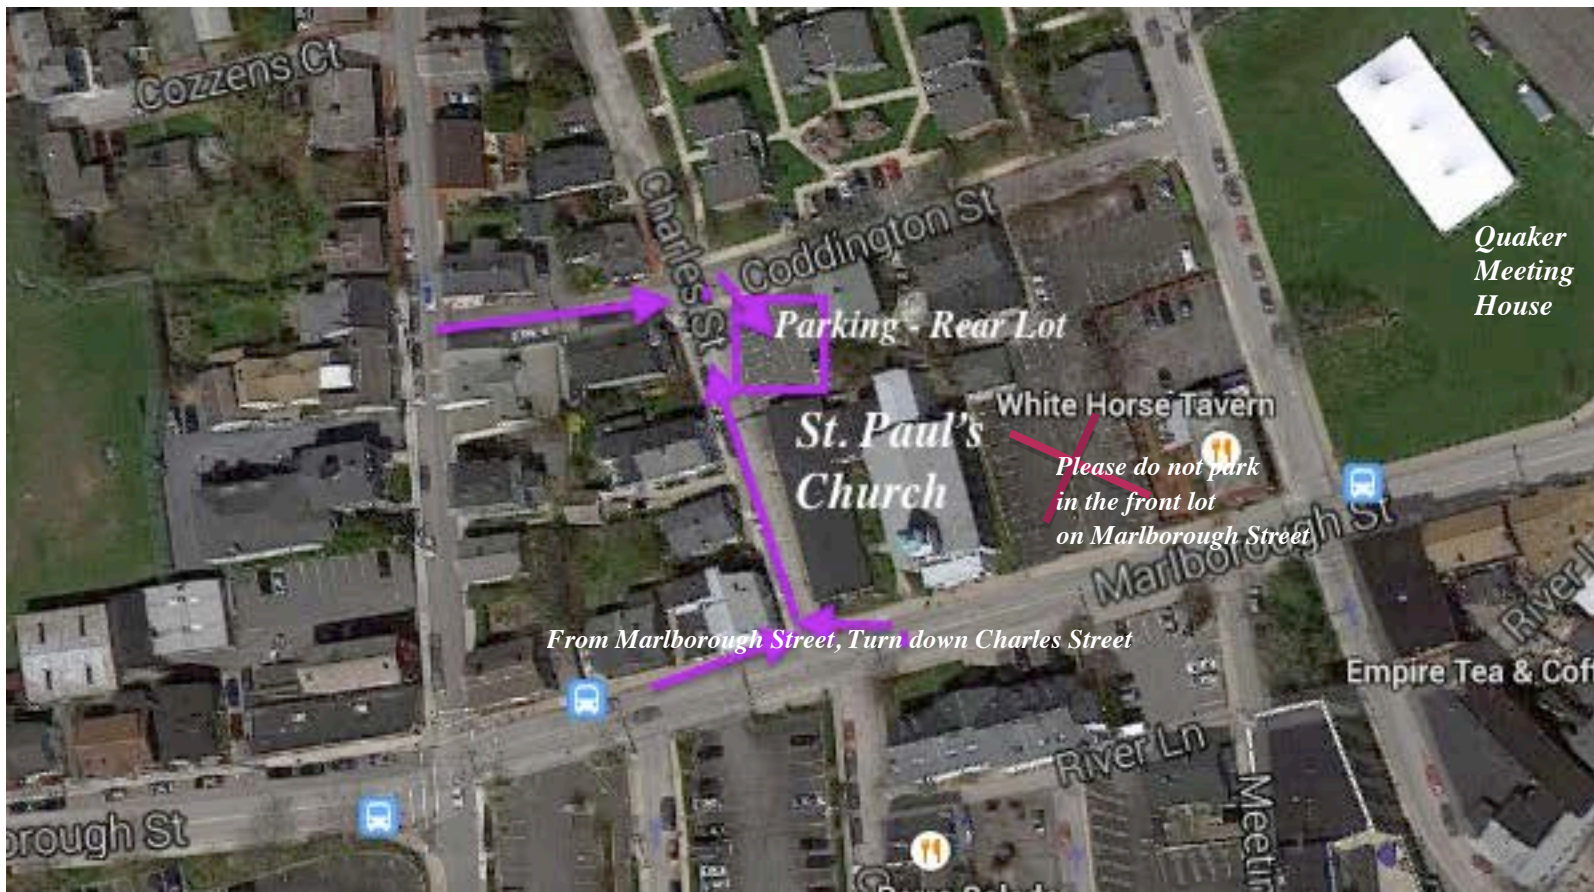 Cozzens Ct
Charles St
Coddington St
Quaker
Meeting
House
Parking - Rear Lot
White Horse Tavern
St. Paul's
Church
Please do not park
in the front lot
on Marlborough Street
Marlborough St
From Marlborough Street, Turn down Charles Street
Empire Tea &
River Ln
orough St